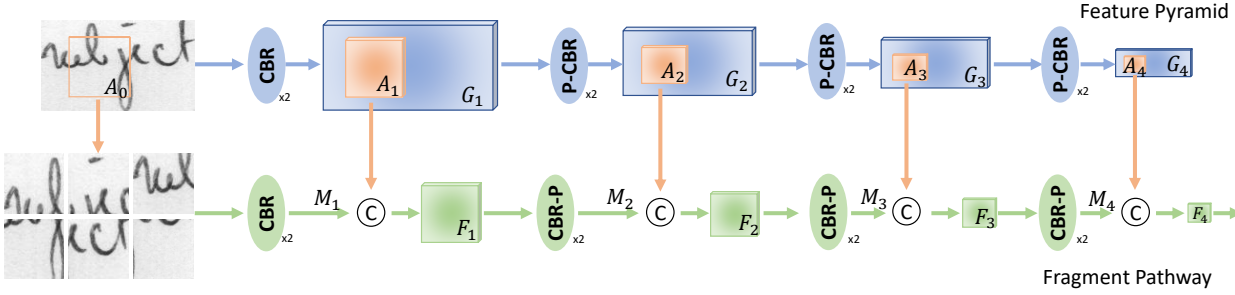 Feature Pyramid
subject
A₀
CBR x2
A₁ G₁
P-CBR x2
A₂ G₂
P-CBR x2
A₃ G₃
P-CBR x2
A₄ G₄
CBR x2
M₁ C F₁
CBR-P x2
M₂ C F₂
CBR-P x2
M₃ C F₃
CBR-P x2
M₄ C F₄
Fragment Pathway